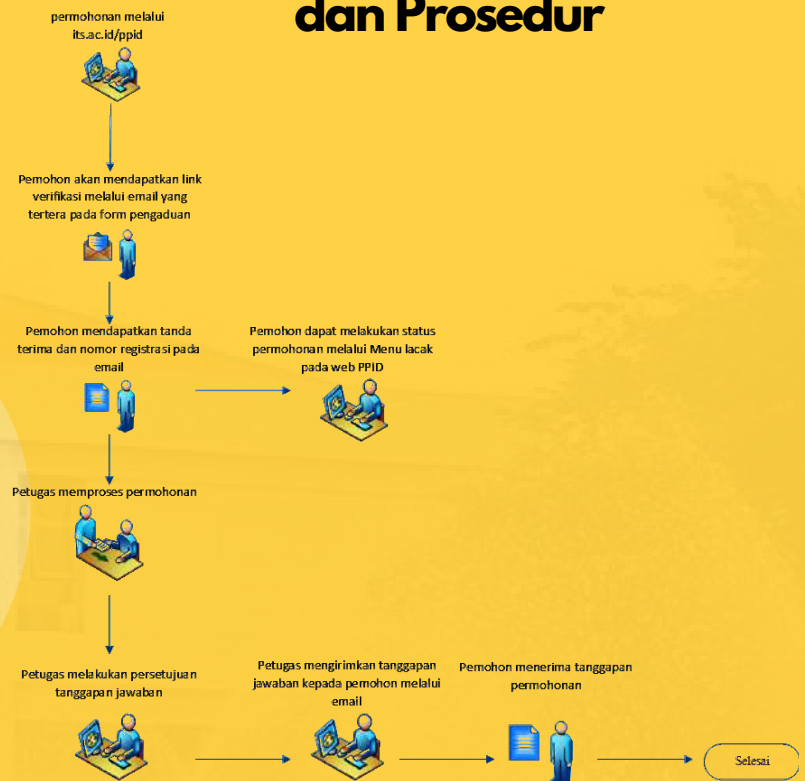 dan Prosedur
permohonan melalui
its.ac.id/ppid
Pemohon akan mendapatkan link
verifikasi melalui email yang
tertera pada form pengaduan
Pemohon mendapatkan tanda
terima dan nomor registrasi pada
email
Pemohon dapat melakukan status
permohonan melalui Menu lacak
pada web PPID
Petugas memproses permohonan
Petugas melakukan persetujuan
tanggapan jawaban
Petugas mengirimkan tanggapan
jawaban kepada pemohon melalui
email
Pemohon menerima tanggapan
permohonan
Selesai